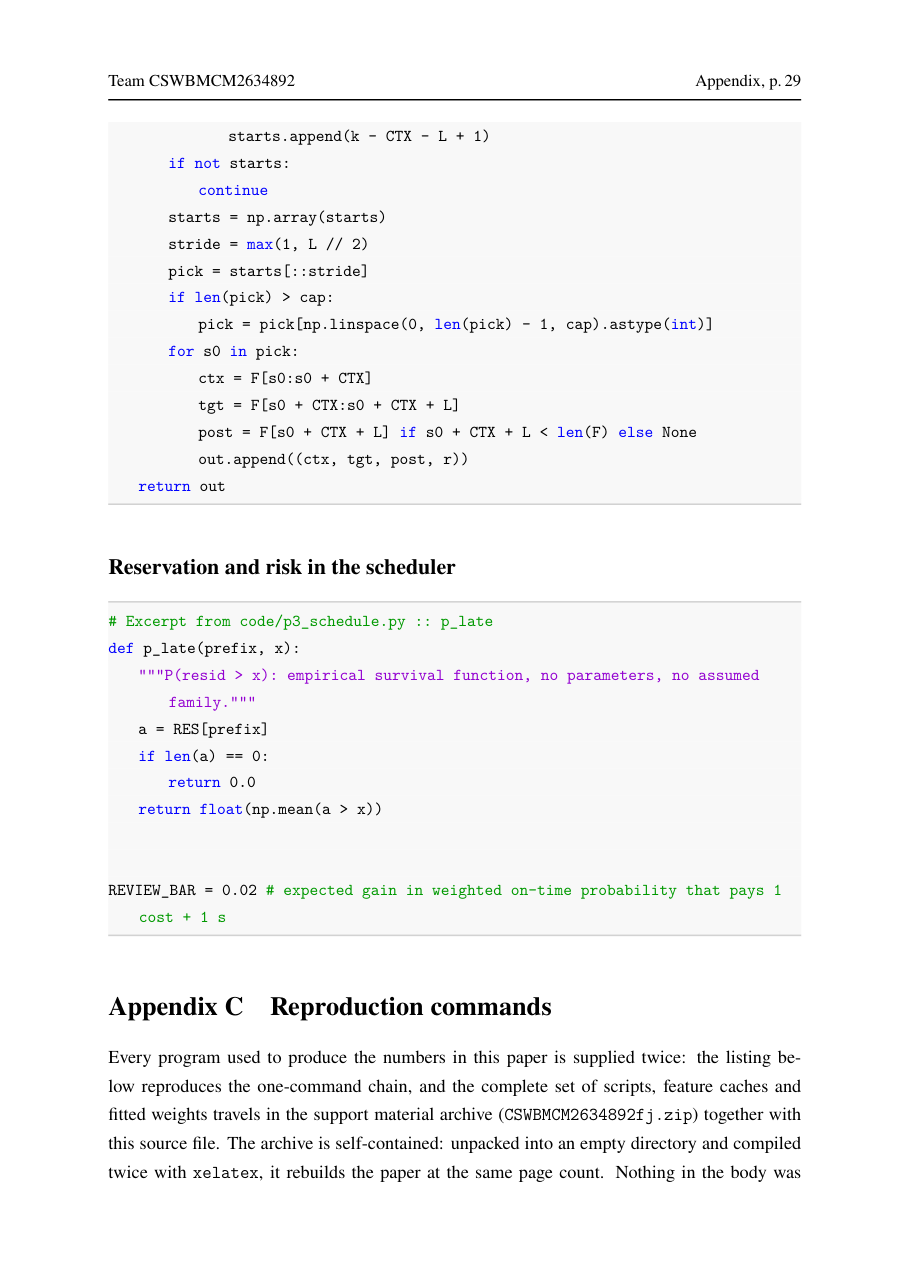 Team CSWBMCM2634892 Appendix, p. 29
starts.append(k - CTX - L + 1)
if not starts:
continue
starts = np.array(starts)
stride = max(1, L // 2)
pick = starts[::stride]
if len(pick) > cap:
pick = pick[np.linspace(0, len(pick) - 1, cap).astype(int)]
for s0 in pick:
ctx = F[s0:s0 + CTX]
tgt = F[s0 + CTX:s0 + CTX + L]
post = F[s0 + CTX + L] if s0 + CTX + L < len(F) else None
out.append((ctx, tgt, post, r))
return out
Reservation and risk in the scheduler
# Excerpt from code/p3_schedule.py :: p_late
def p_late(prefix, x):
"""P(resid > x): empirical survival function, no parameters, no assumed
family."""
a = RES[prefix]
if len(a) == 0:
return 0.0
return float(np.mean(a > x))
REVIEW_BAR = 0.02 # expected gain in weighted on-time probability that pays 1
cost + 1 s
Appendix C Reproduction commands
Every program used to produce the numbers in this paper is supplied twice: the listing be-
low reproduces the one-command chain, and the complete set of scripts, feature caches and
fitted weights travels in the support material archive (CSWBMCM2634892fj.zip) together with
this source file. The archive is self-contained: unpacked into an empty directory and compiled
twice with xelatex, it rebuilds the paper at the same page count. Nothing in the body was